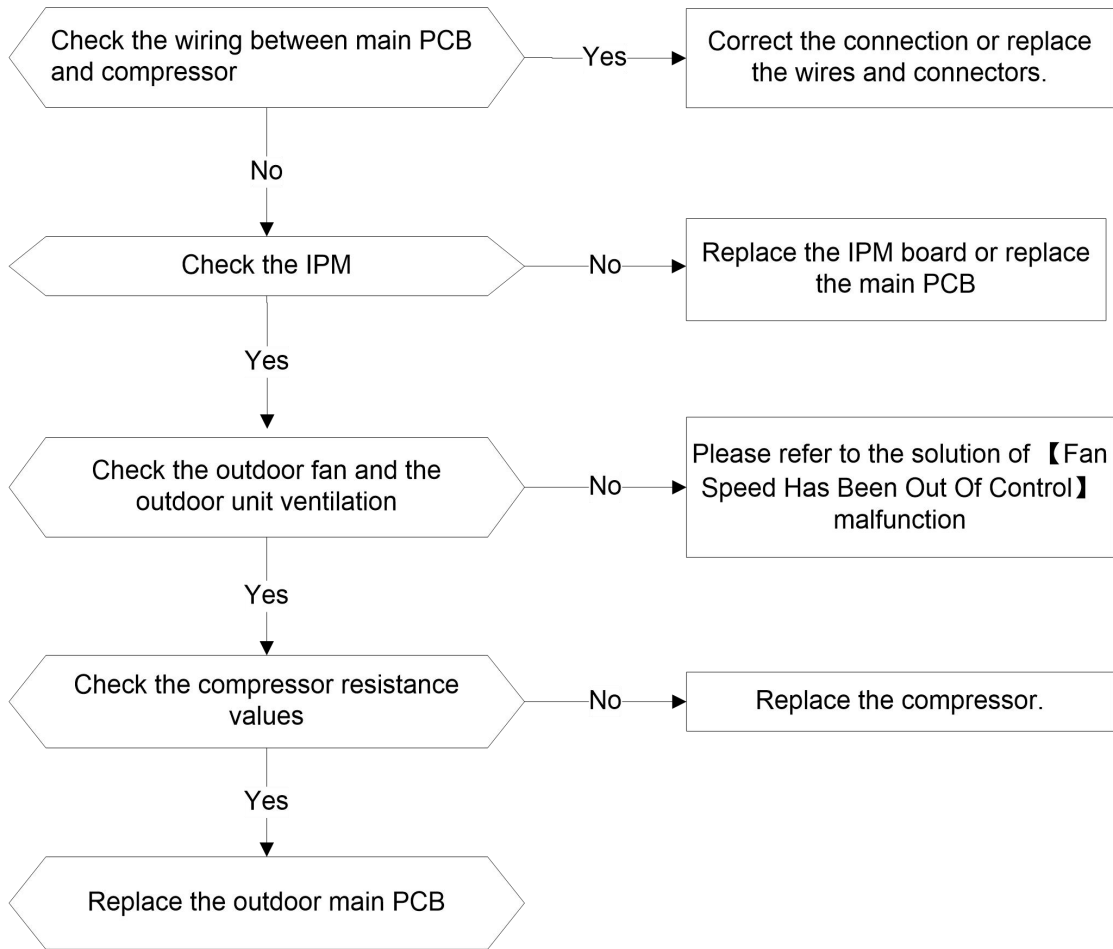 Check the wiring between main PCB
and compressor
Yes
Correct the connection or replace
the wires and connectors.
No
Check the IPM
No
Replace the IPM board or replace
the main PCB
Yes
Check the outdoor fan and the
outdoor unit ventilation
No
Please refer to the solution of 【Fan
Speed Has Been Out Of Control】
malfunction
Yes
Check the compressor resistance
values
No
Replace the compressor.
Yes
Replace the outdoor main PCB